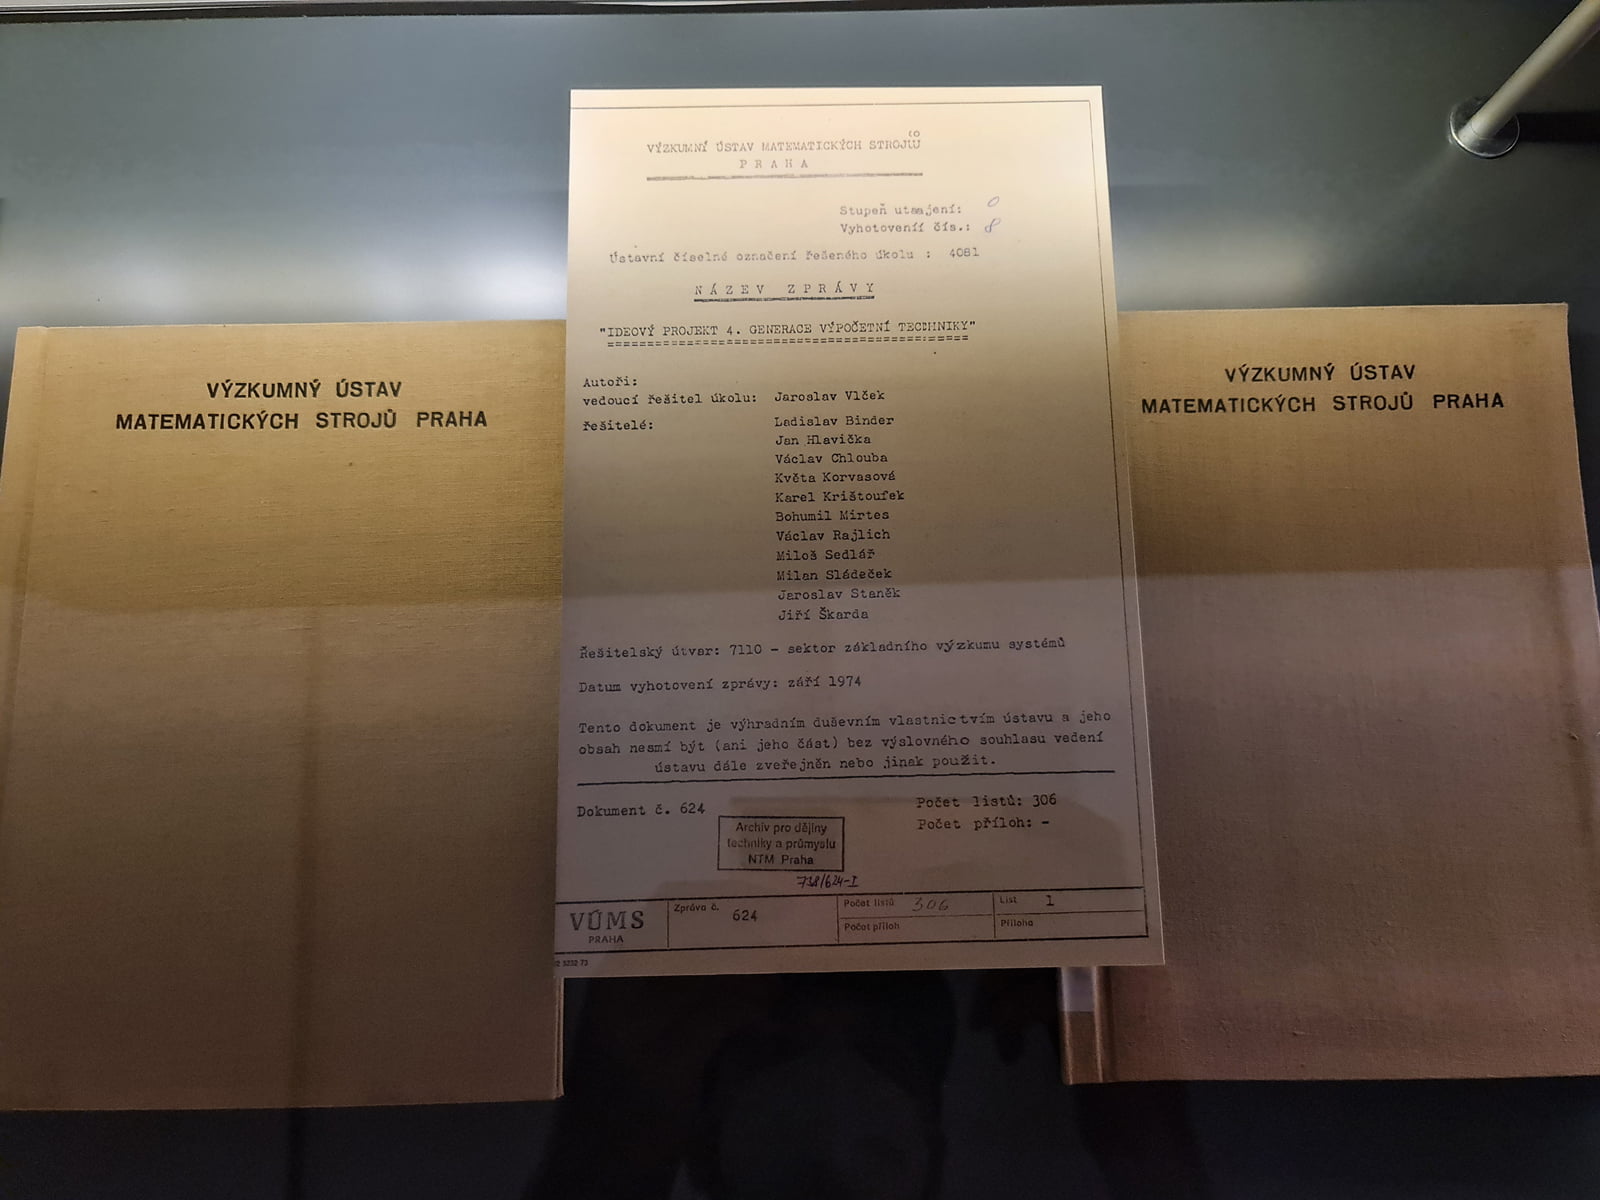 VÝZKUMNÝ ÚSTAV
MATEMATICKÝCH STROJŮ PRAHA
VÝZKUMNÝ ÚSTAV MATEMATICKÝCH STROJŮ
PRAHA
Stupeň utajení: 0
Vyhotovení čís.: 8
Ústavní číselné označení řešeného úkolu : 4081
NÁZEV ZPRÁVY
"IDEOVÝ PROJEKT 4. GENERACE VÝPOČETNÍ TECHNIKY"
Autoři:
vedoucí řešitel úkolu: Jaroslav Vlček
řešitelé: Ladislav Binder
Jan Hlavička
Václav Chlouba
Květa Korvasová
Karel Krištoufek
Bohumil Mirtes
Václav Rajlich
Miloš Sedlář
Milan Sládeček
Jaroslav Staněk
Jiří Škarda
Řešitelský útvar: 7110 - sektor základního výzkumu systémů
Datum vyhotovení zprávy: září 1974
Tento dokument je výhradním duševním vlastnictvím ústavu a jeho
obsah nesmí být (ani jeho část) bez výslovného souhlasu vedení
ústavu dále zveřejněn nebo jinak použit.
Dokument č. 624
Počet listů: 306
Počet příloh: -
Archiv pro dějiny
techniky a průmyslu
NTM Praha
738/624-I
VÚMS
PRAHA
Zpráva č. 624
Počet listů 306
Počet příloh
List 1
Příloha
5232 73
VÝZKUMNÝ ÚSTAV
MATEMATICKÝCH STROJŮ PRAHA